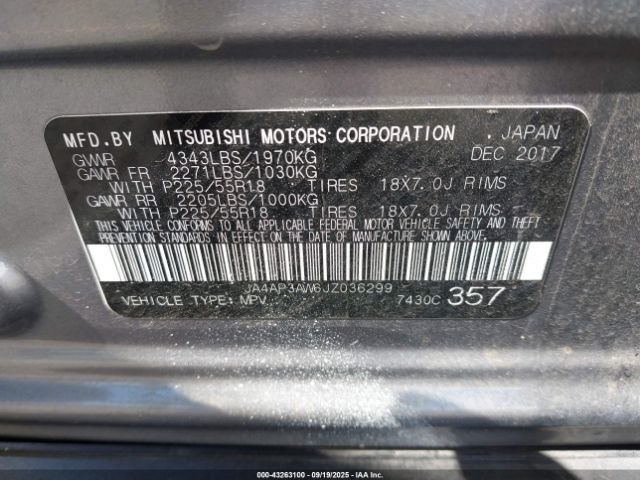 MFD.BY MITSUBISHI MOTORS CORPORATION . JAPAN
GVWR 4343LBS/1970KG DEC 2017
GAWR FR 2271LBS/1030KG
WITH P225/55R18 TIRES 18X7.0J RIMS
GAWR RR 2205LBS/1000KG
WITH P225/55R18 TIRES 18X7.0J RIMS T
THIS VEHICLE CONFORMS TO ALL APPLICABLE FEDERAL MOTOR VEHICLE SAFETY AND THEFT
PREVENTION STANDARDS IN EFFECT ON THE DATE OF MANUFACTURE SHOWN ABOVE.
JA4AP3AW6JZ036299
VEHICLE TYPE: MPV 7430C 357
000-43263100 - 09/19/2025 - IAAI.COM